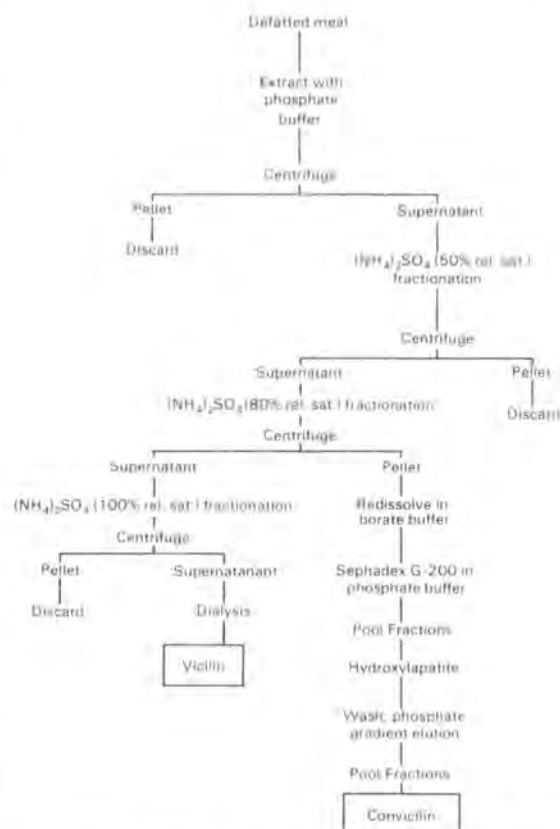 Defatted meal
Extract with
phosphate
buffer
Centrifuge
Pellet
Supernatant
Discard
(NH₄)₂SO₄ (50% rel. sat.)
fractionation
Centrifuge
Supernatant
Pellet
(NH₄)₂SO₄ (80% rel. sat.) fractionation
Discard
Centrifuge
Supernatant
Pellet
(NH₄)₂SO₄ (100% rel. sat.) fractionation
Redissolve in
borate buffer
Centrifuge
Pellet
Supernatanant
Sephadex G-200 in
phosphate buffer
Discard
Dialysis
Pool Fractions
Vicilin
Hydroxylapatite
Wash, phosphate
gradient elution
Pool Fractions
Convicilin